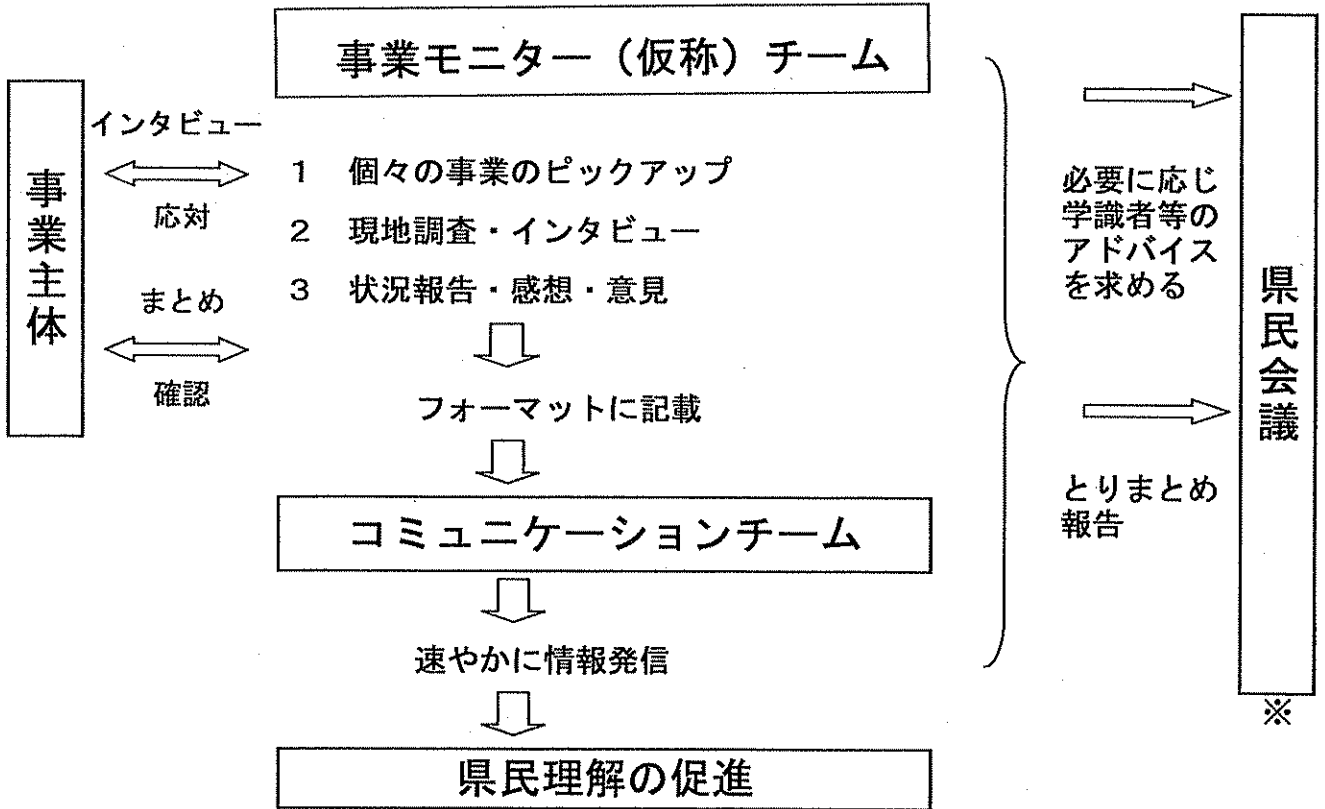 事業モニター（仮称）チーム
事業主体
インタビュー
応対
まとめ
確認
1 個々の事業のピックアップ
2 現地調査・インタビュー
3 状況報告・感想・意見
フォーマットに記載
コミュニケーションチーム
速やかに情報発信
県民理解の促進
必要に応じ
学識者等の
アドバイス
を求める
とりまとめ
報告
県民会議
※